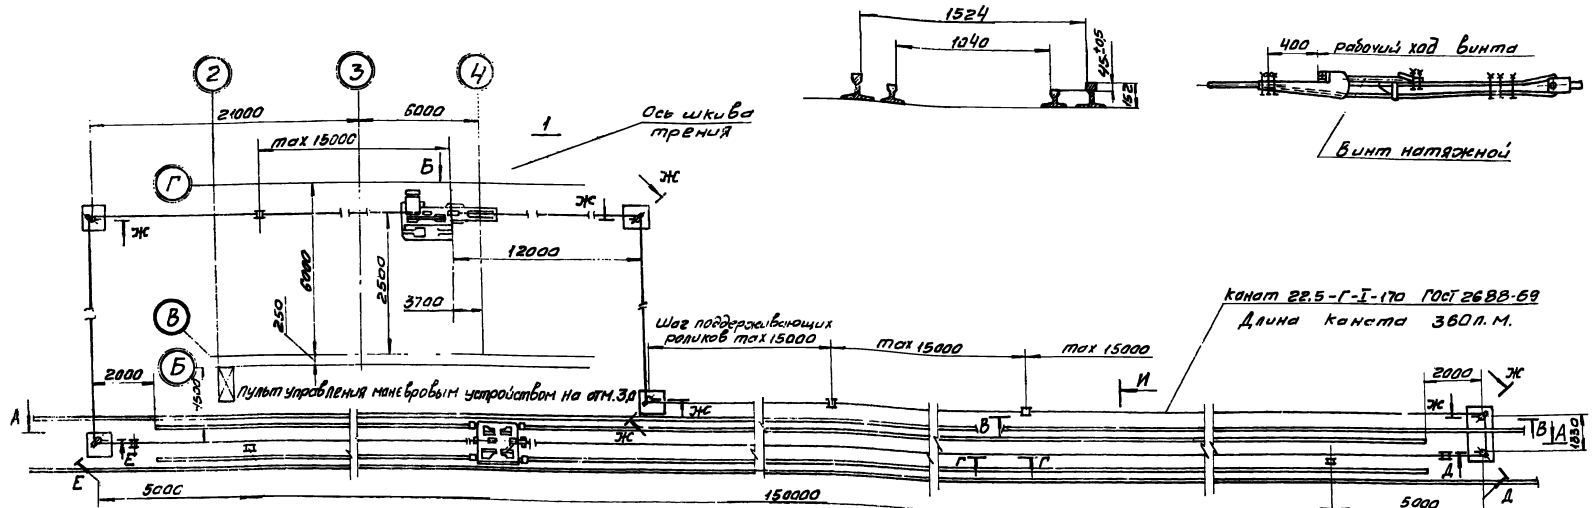 1524
1040
45±0,5
152
400
рабочий ход винта
Винт натяжной
2
3
4
21000
6000
1
Ось шкива
трения
max 15000
Б
Г
Ж
Ж
Ж
12000
6000
2500
3700
250
В
Б
Шаг поддерживающих
роликов max 15000
max 15000
max 15000
Канат 22.5-Г-I-170 ГОСТ 2688-69
Длина каната 360 п.м.
2000
1500
Пульт управления маневровым устройством на отм.3,0
И
2000
Ж
А
Ж
Ж
Ж
В
В
А
1830
Е
Е
Г
Г
Д
Д
5000
150000
5000